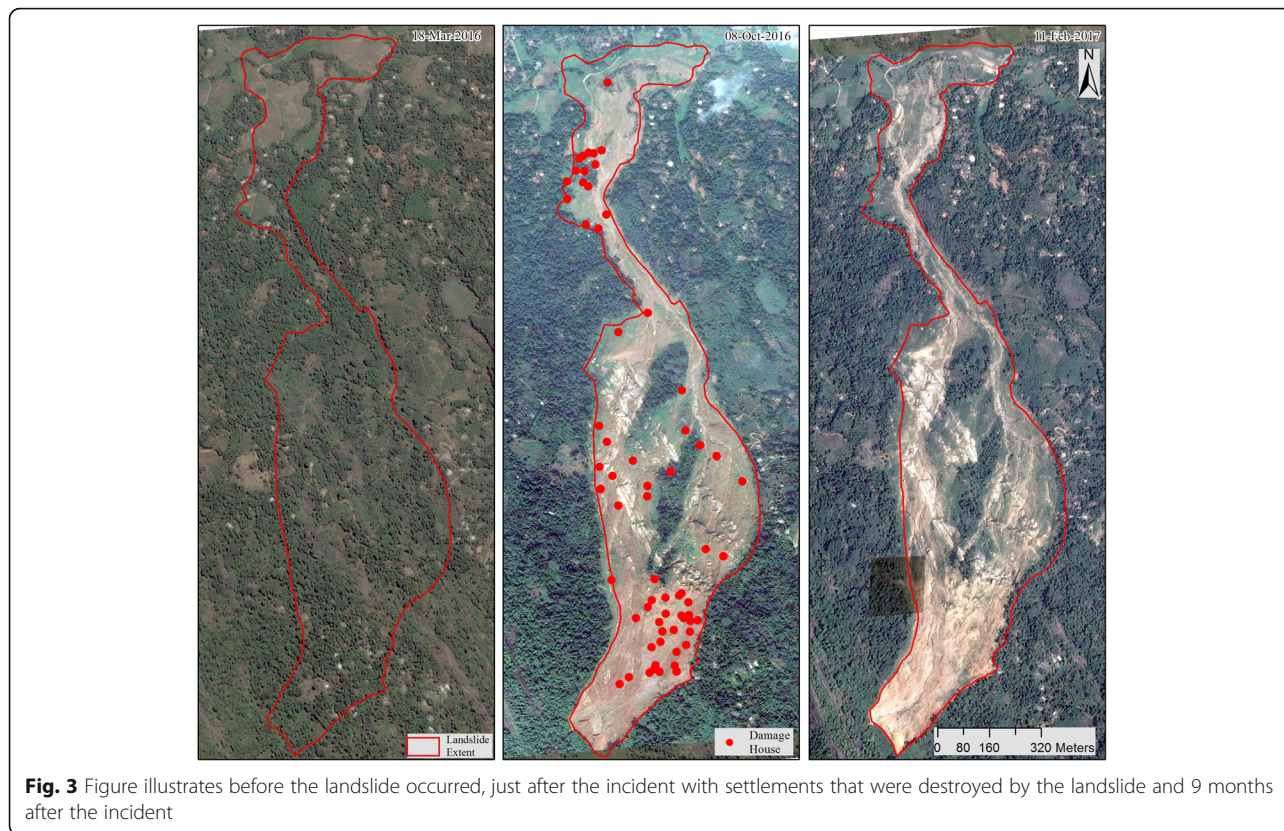 18-Mar-2016
08-Oct-2016
11-Feb-2017
N
Landslide
Extent
Damage
House
0 80 160 320 Meters
Fig. 3 Figure illustrates before the landslide occurred, just after the incident with settlements that were destroyed by the landslide and 9 months
after the incident